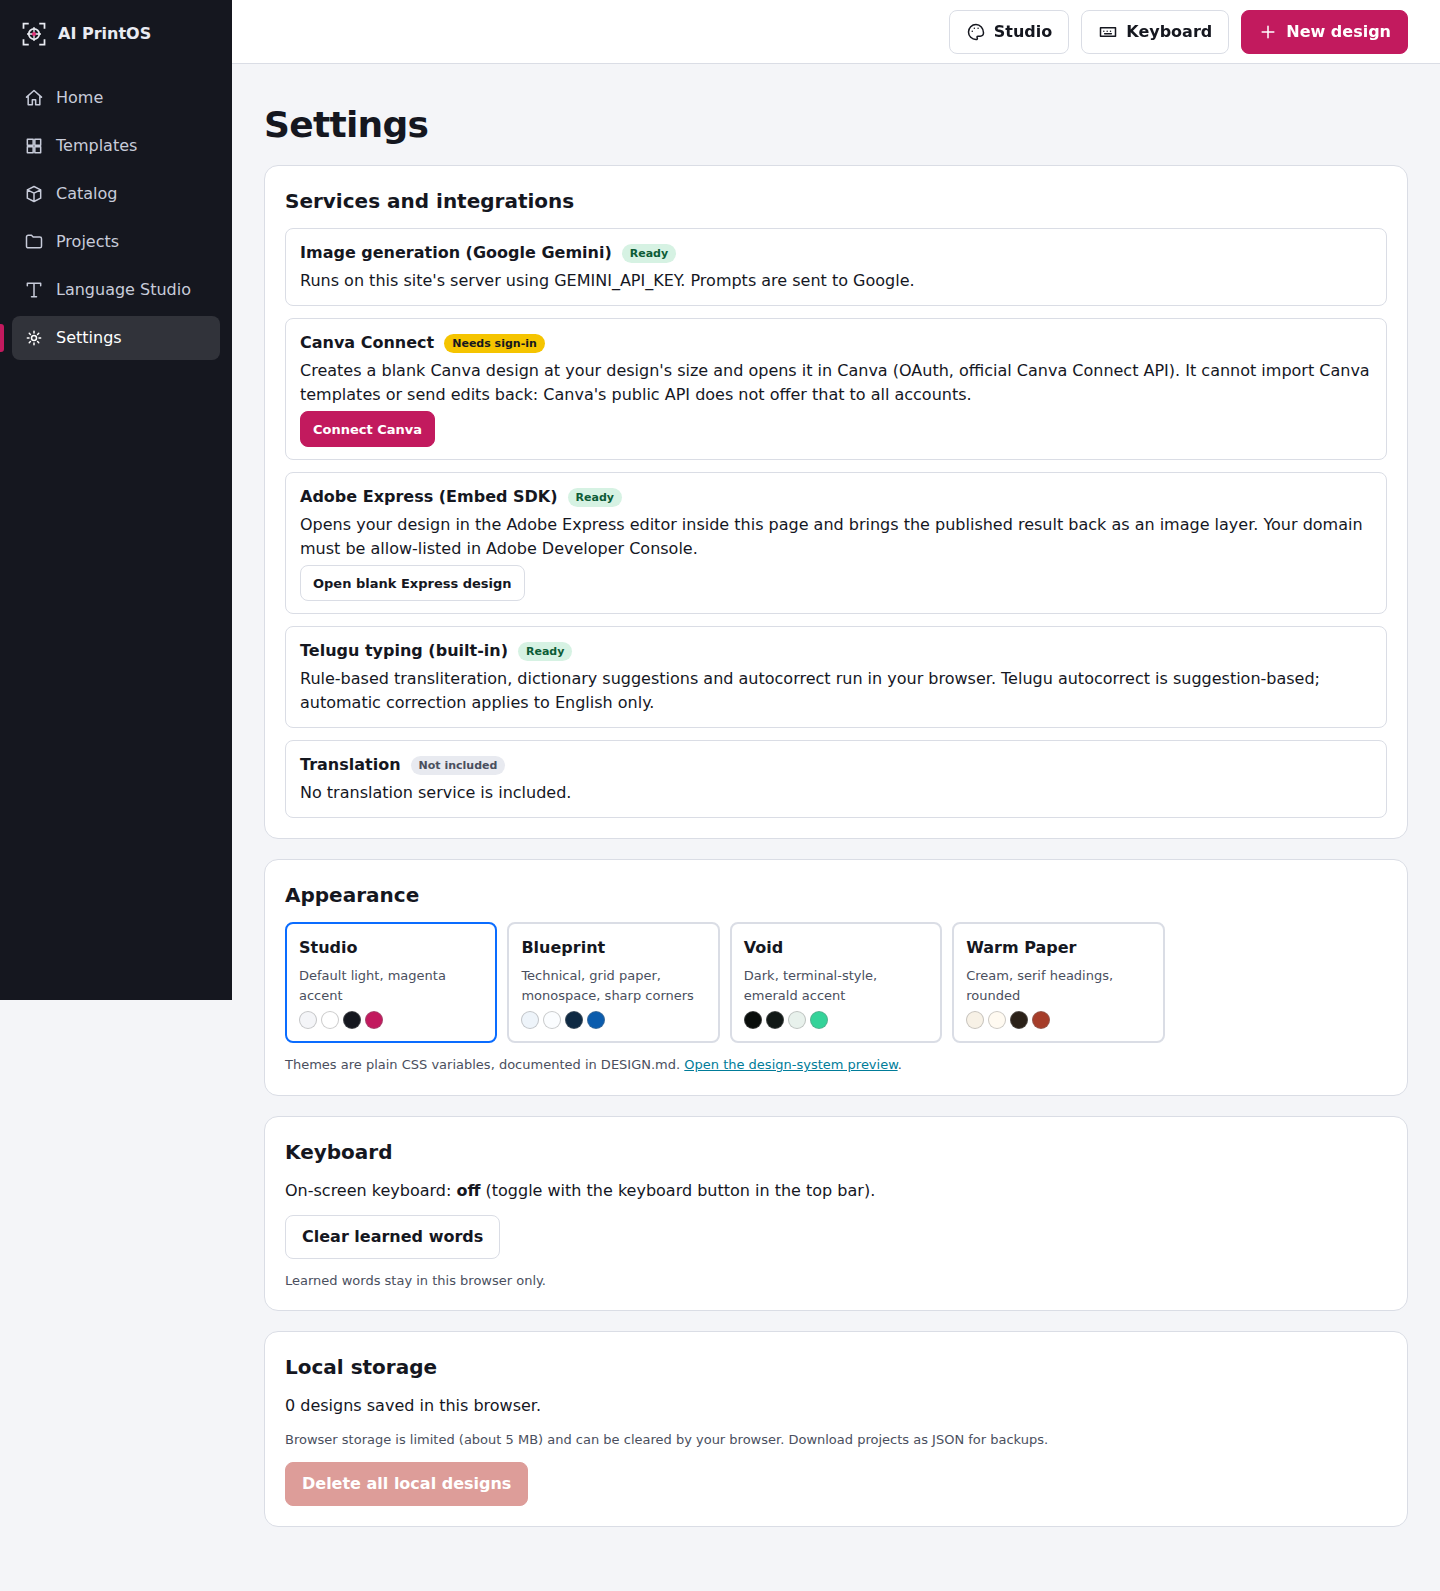 AI PrintOS
Home
Templates
Catalog
Projects
Language Studio
Settings
Studio
Keyboard
New design
Settings
Services and integrations
Image generation (Google Gemini) Ready
Runs on this site's server using GEMINI_API_KEY. Prompts are sent to Google.
Canva Connect Needs sign-in
Creates a blank Canva design at your design's size and opens it in Canva (OAuth, official Canva Connect API). It cannot import Canva
templates or send edits back: Canva's public API does not offer that to all accounts.
Connect Canva
Adobe Express (Embed SDK) Ready
Opens your design in the Adobe Express editor inside this page and brings the published result back as an image layer. Your domain
must be allow-listed in Adobe Developer Console.
Open blank Express design
Telugu typing (built-in) Ready
Rule-based transliteration, dictionary suggestions and autocorrect run in your browser. Telugu autocorrect is suggestion-based;
automatic correction applies to English only.
Translation Not included
No translation service is included.
Appearance
Studio
Default light, magenta
accent
Blueprint
Technical, grid paper,
monospace, sharp corners
Void
Dark, terminal-style,
emerald accent
Warm Paper
Cream, serif headings,
rounded
Themes are plain CSS variables, documented in DESIGN.md. Open the design-system preview.
Keyboard
On-screen keyboard: off (toggle with the keyboard button in the top bar).
Clear learned words
Learned words stay in this browser only.
Local storage
0 designs saved in this browser.
Browser storage is limited (about 5 MB) and can be cleared by your browser. Download projects as JSON for backups.
Delete all local designs